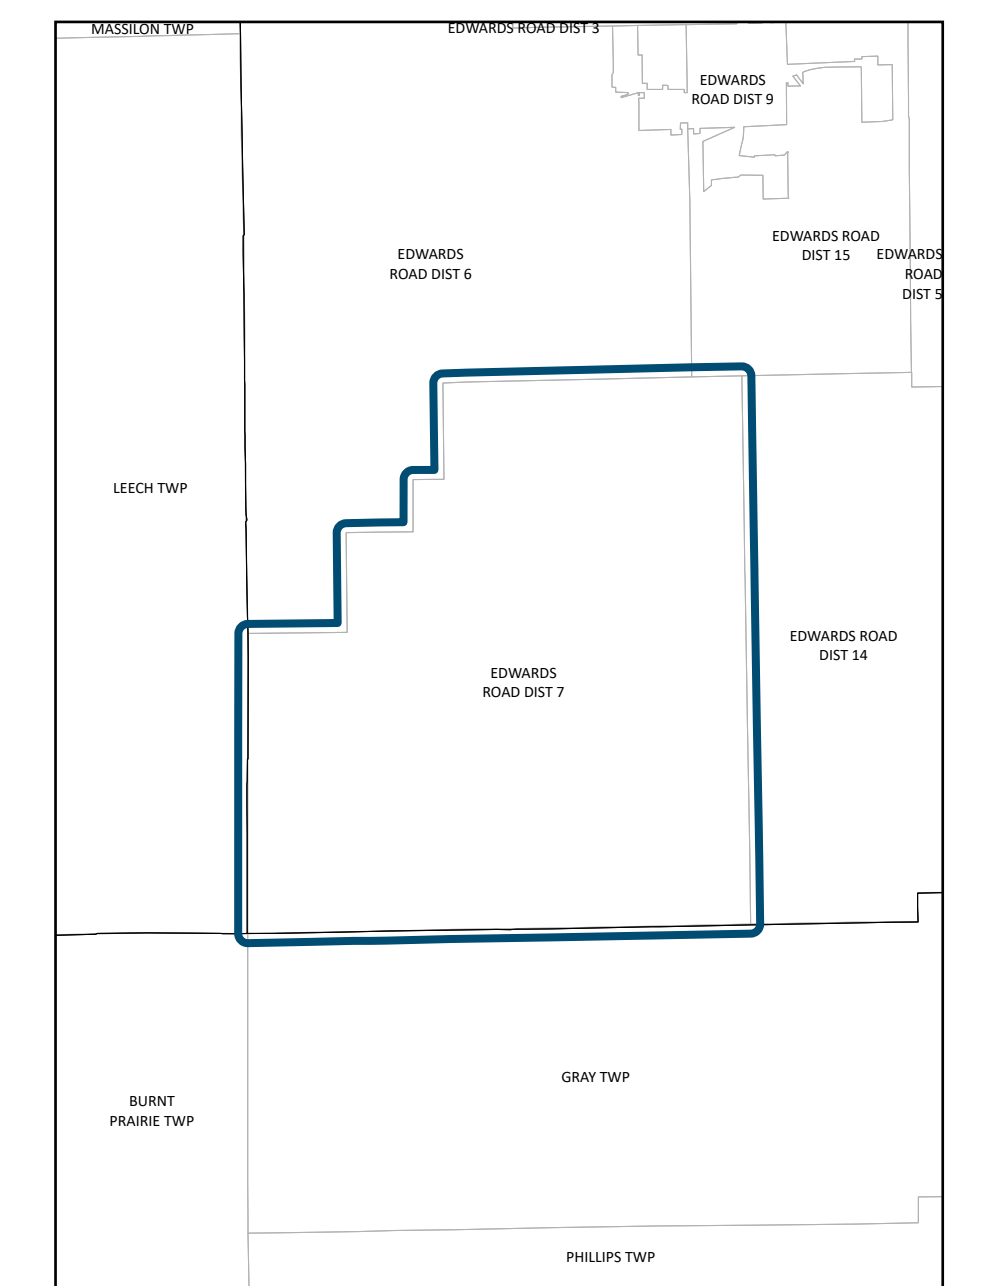 MASSILON TWP
EDWARDS ROAD DIST 3
EDWARDS
ROAD DIST 9
EDWARDS ROAD
DIST 15
EDWARDS
ROAD
DIST 5
EDWARDS
ROAD DIST 6
LEECH TWP
EDWARDS ROAD
DIST 14
EDWARDS
ROAD DIST 7
GRAY TWP
BURNT
PRAIRIE TWP
PHILLIPS TWP